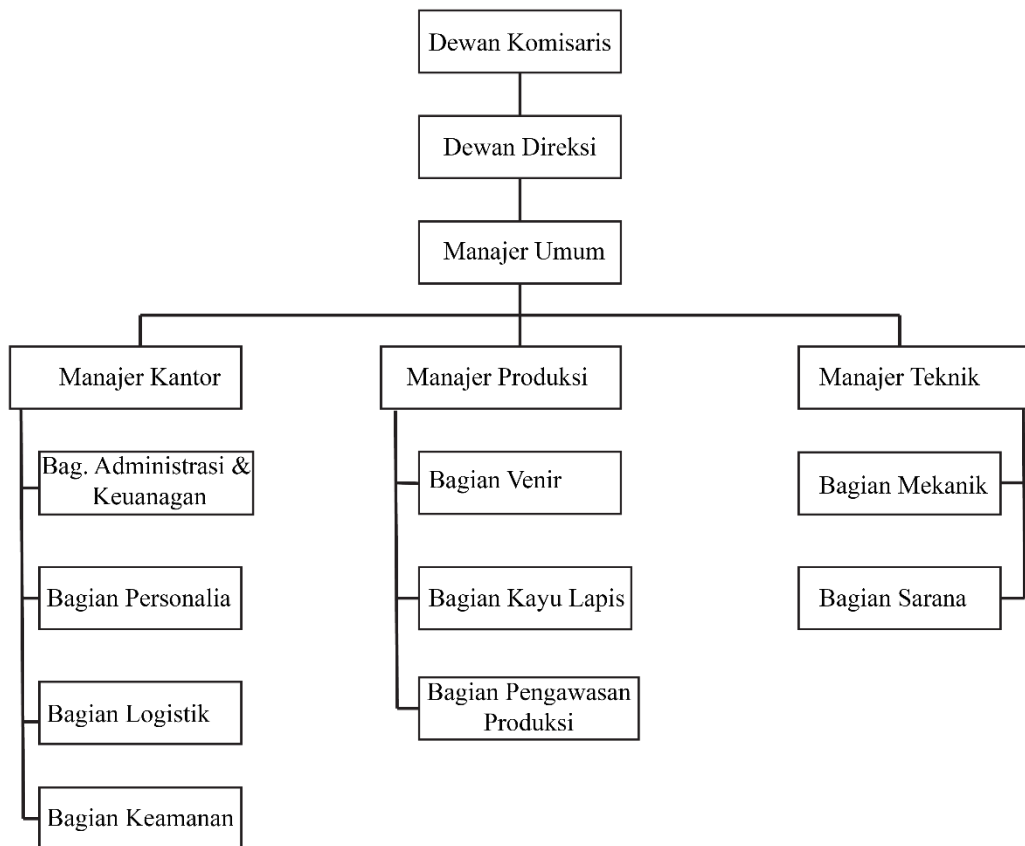 Dewan Komisaris
Dewan Direksi
Manajer Umum
Manajer Kantor
Manajer Produksi
Manajer Teknik
Bag. Administrasi &
Keuanagan
Bagian Venir
Bagian Mekanik
Bagian Personalia
Bagian Kayu Lapis
Bagian Sarana
Bagian Logistik
Bagian Pengawasan
Produksi
Bagian Keamanan